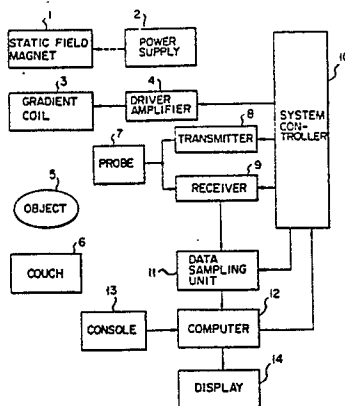 1
2
STATIC FIELD
MAGNET
POWER
SUPPLY
3
4
10
GRADIENT
COIL
DRIVER
AMPLIFIER
SYSTEM
CON-
TROLLER
7
8
TRANSMITTER
PROBE
9
RECEIVER
5
OBJECT
6
COUCH
11
DATA
SAMPLING
UNIT
13
12
CONSOLE
COMPUTER
14
DISPLAY